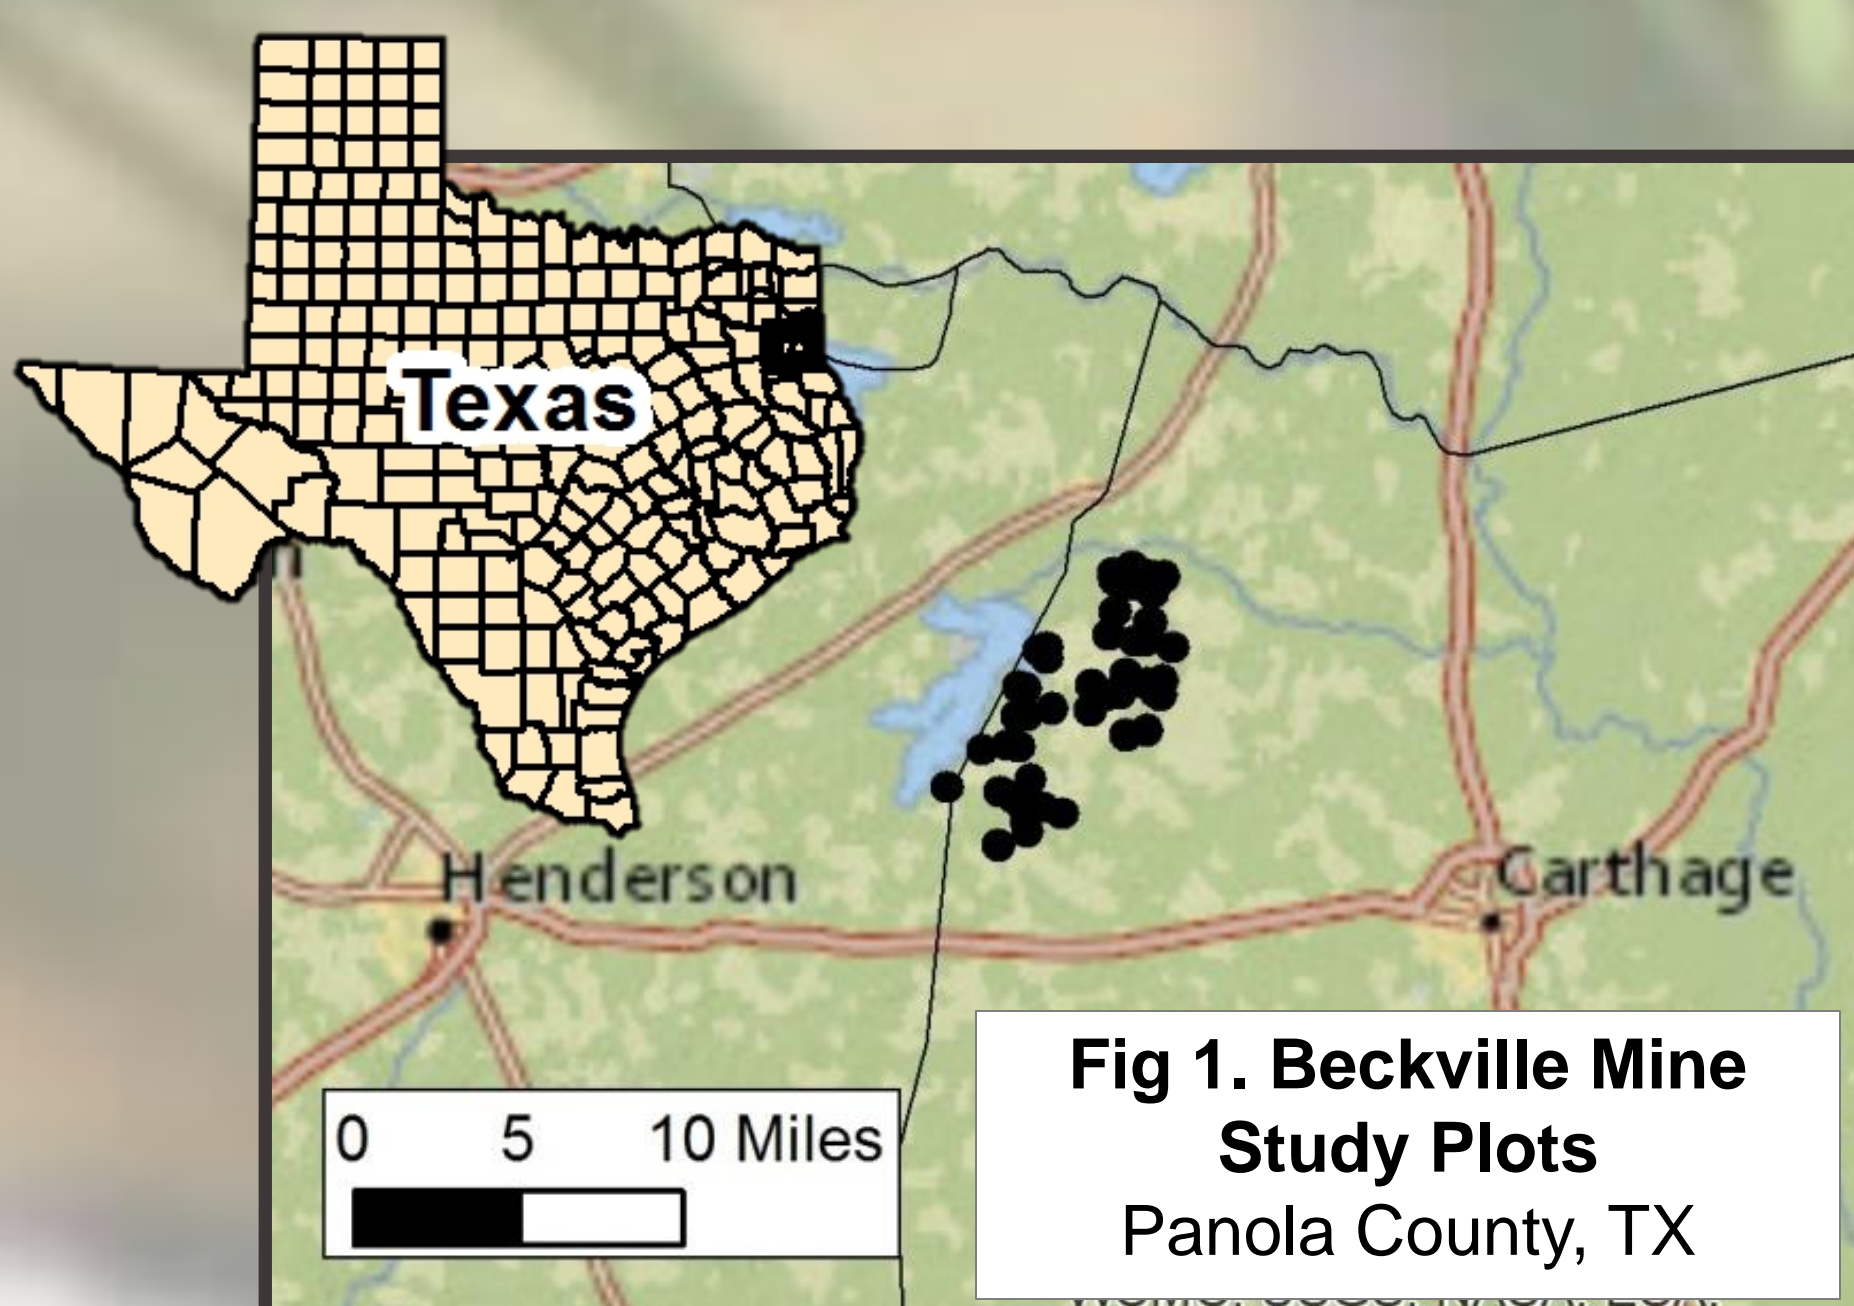 Texas
Henderson
Carthage
0 5 10 Miles
Fig 1. Beckville Mine
Study Plots
Panola County, TX